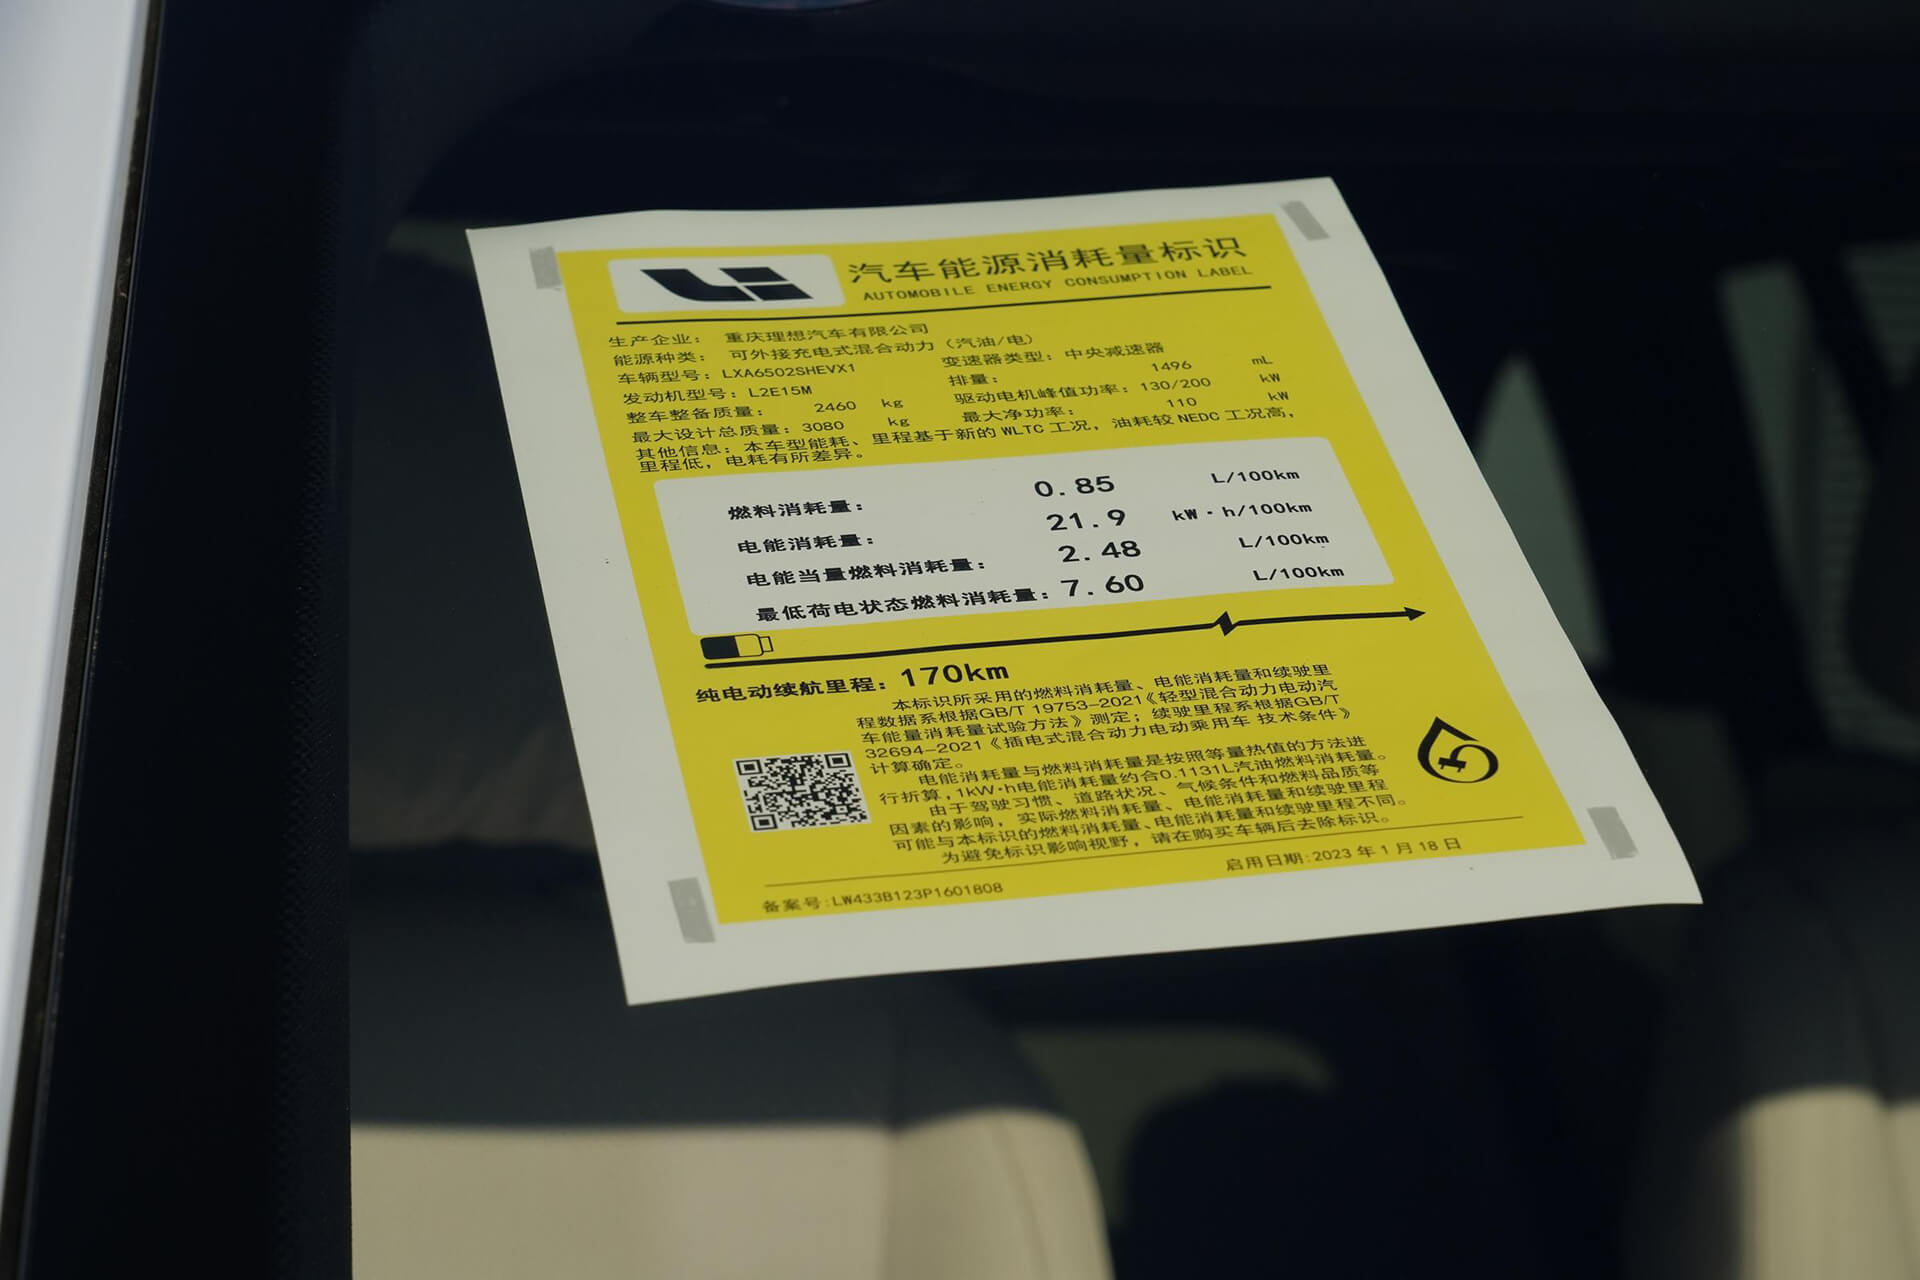 汽车能源消耗量标识
AUTOMOBILE ENERGY CONSUMPTION LABEL
生产企业: 重庆理想汽车有限公司
能源种类: 可外接充电式混合动力 (汽油/电)
车辆型号: LXA6502SHEVX1 变速器类型: 中央减速器
发动机型号: L2E15M 排量: 1496 mL
整车整备质量: 2460 kg 驱动电机峰值功率: 130/200 kW
最大设计总质量: 3080 kg 最大净功率: 110 kW
其他信息: 本车型能耗、里程基于新的 WLTC 工况, 油耗较 NEDC 工况高,
里程低, 电耗有所差异。
燃料消耗量: 0.85 L/100km
电能消耗量: 21.9 kW·h/100km
电能当量燃料消耗量: 2.48 L/100km
最低荷电状态燃料消耗量: 7.60 L/100km
纯电动续航里程: 170km
本标识所采用的燃料消耗量、电能消耗量和续驶里
程数据系根据GB/T 19753-2021《轻型混合动力电动汽
车能量消耗量试验方法》测定; 续驶里程系根据GB/T
32694-2021《插电式混合动力电动乘用车 技术条件》
计算确定。
电能消耗量与燃料消耗量是按照等量热值的方法进
行折算, 1kW·h电能消耗量约合0.1131L汽油燃料消耗量。
由于驾驶习惯、道路状况、气候条件和燃料品质等
因素的影响, 实际燃料消耗量、电能消耗量和续驶里程
可能与本标识的燃料消耗量、电能消耗量和续驶里程不同。
为避免标识影响视野, 请在购买车辆后去除标识。
备案号:LW433B123P1601808 启用日期:2023 年 1 月 18 日